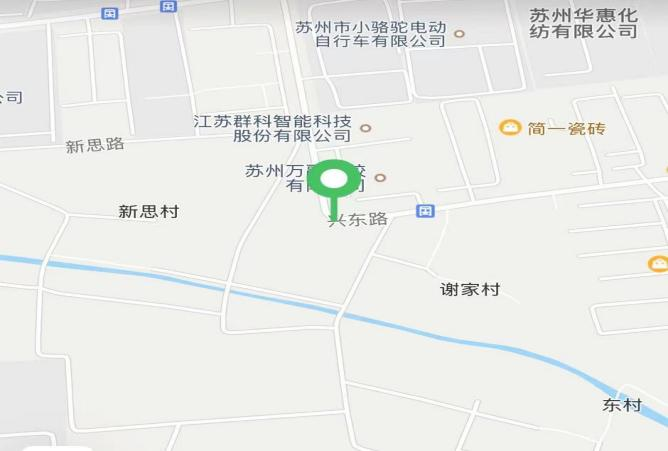 苏州华惠化
纺有限公司
苏州市小骆驼电动
自行车有限公司
公司
江苏群科智能科技
股份有限公司
简一瓷砖
新思路
苏州万
有
司
新思村
兴东路
谢家村
东村